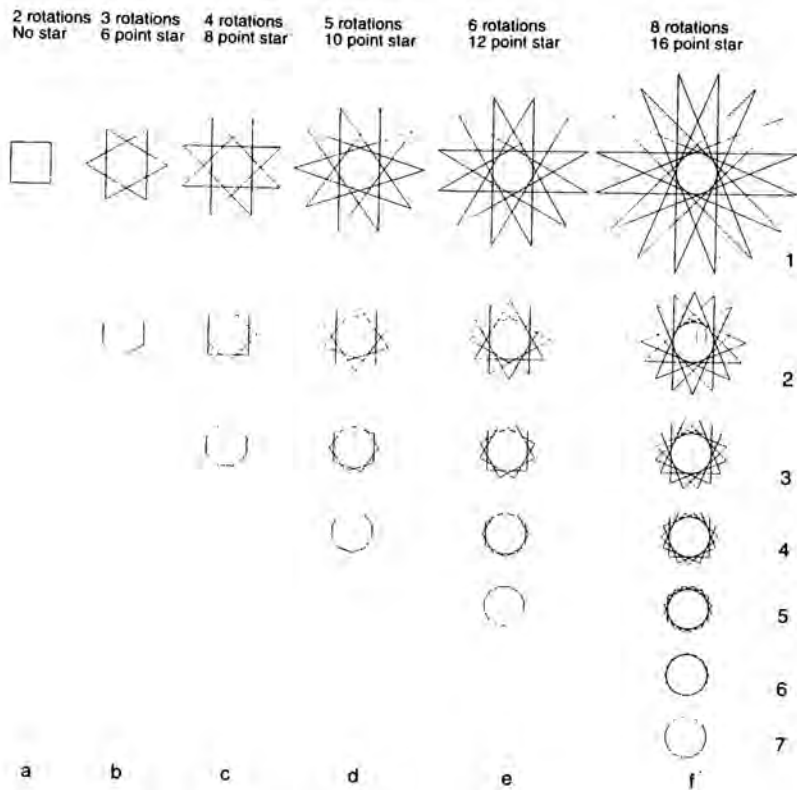 2 rotations
No star
3 rotations
6 point star
4 rotations
8 point star
5 rotations
10 point star
6 rotations
12 point star
8 rotations
16 point star
1
2
3
4
5
6
7
a b c d e f